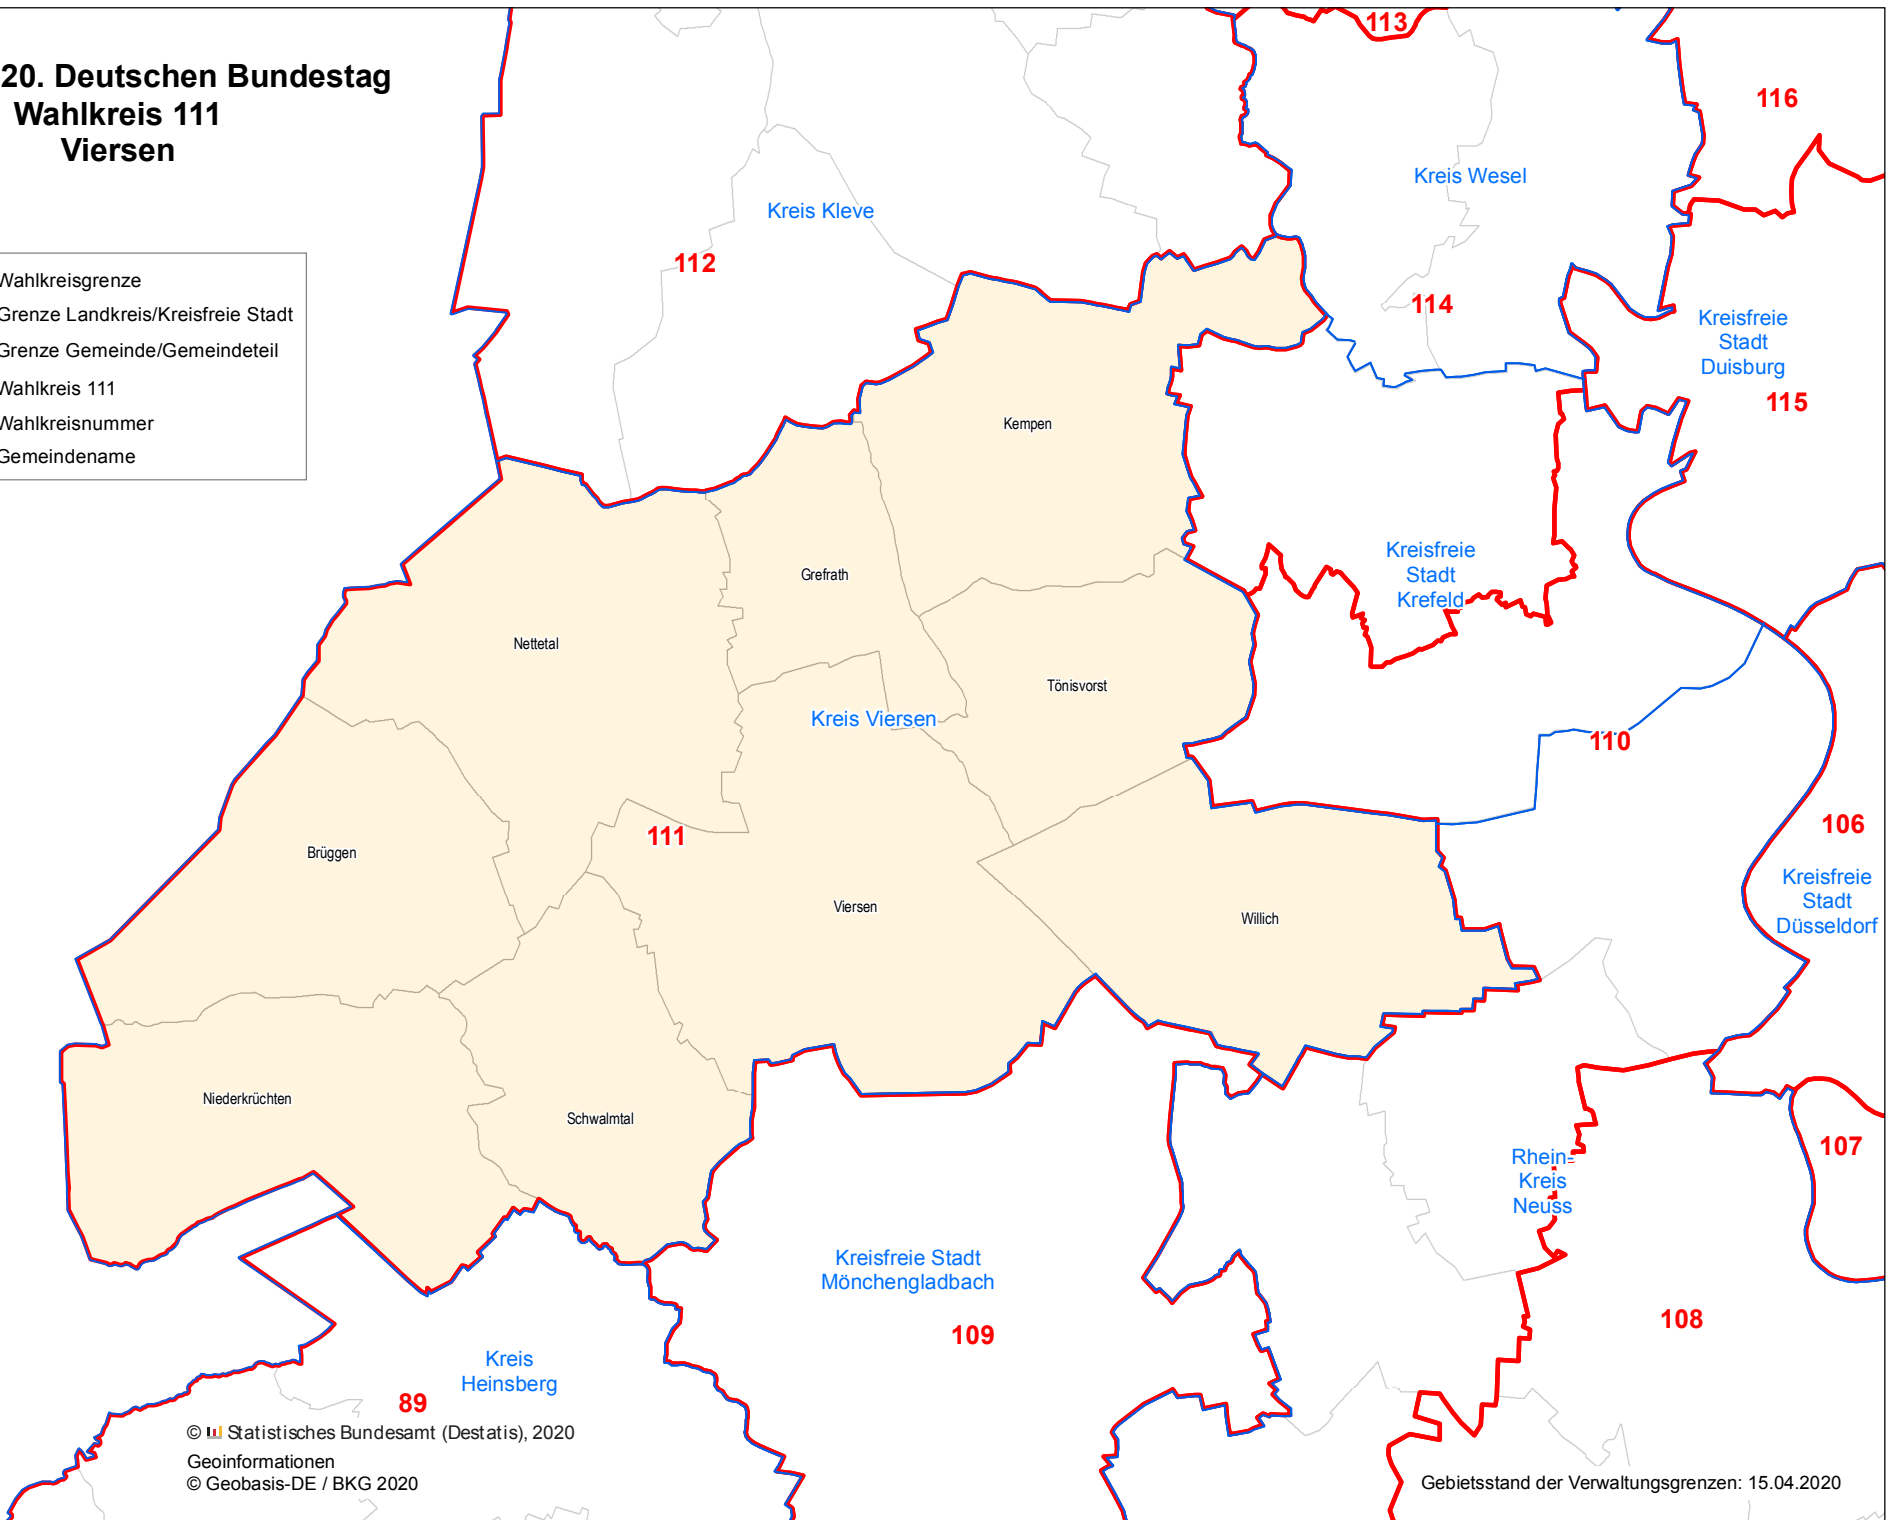 20. Deutschen Bundestag
Wahlkreis 111
Viersen
Wahlkreisgrenze
Grenze Landkreis/Kreisfreie Stadt
Grenze Gemeinde/Gemeindeteil
Wahlkreis 111
Wahlkreisnummer
Gemeindename
113
116
Kreis Wesel
Kreis Kleve
112
114
Kreisfreie
Stadt
Duisburg
115
Kempen
Kreisfreie
Stadt
Krefeld
Grefrath
Nettetal
Tönisvorst
Kreis Viersen
110
106
111
Brüggen
Viersen
Willich
Kreisfreie
Stadt
Düsseldorf
Niederkrüchten
Schwalmtal
107
Rhein-
Kreis
Neuss
Kreisfreie Stadt
Mönchengladbach
109
108
Kreis
Heinsberg
89
© Statistisches Bundesamt (Destatis), 2020
Geoinformationen
© Geobasis-DE / BKG 2020
Gebietsstand der Verwaltungsgrenzen: 15.04.2020